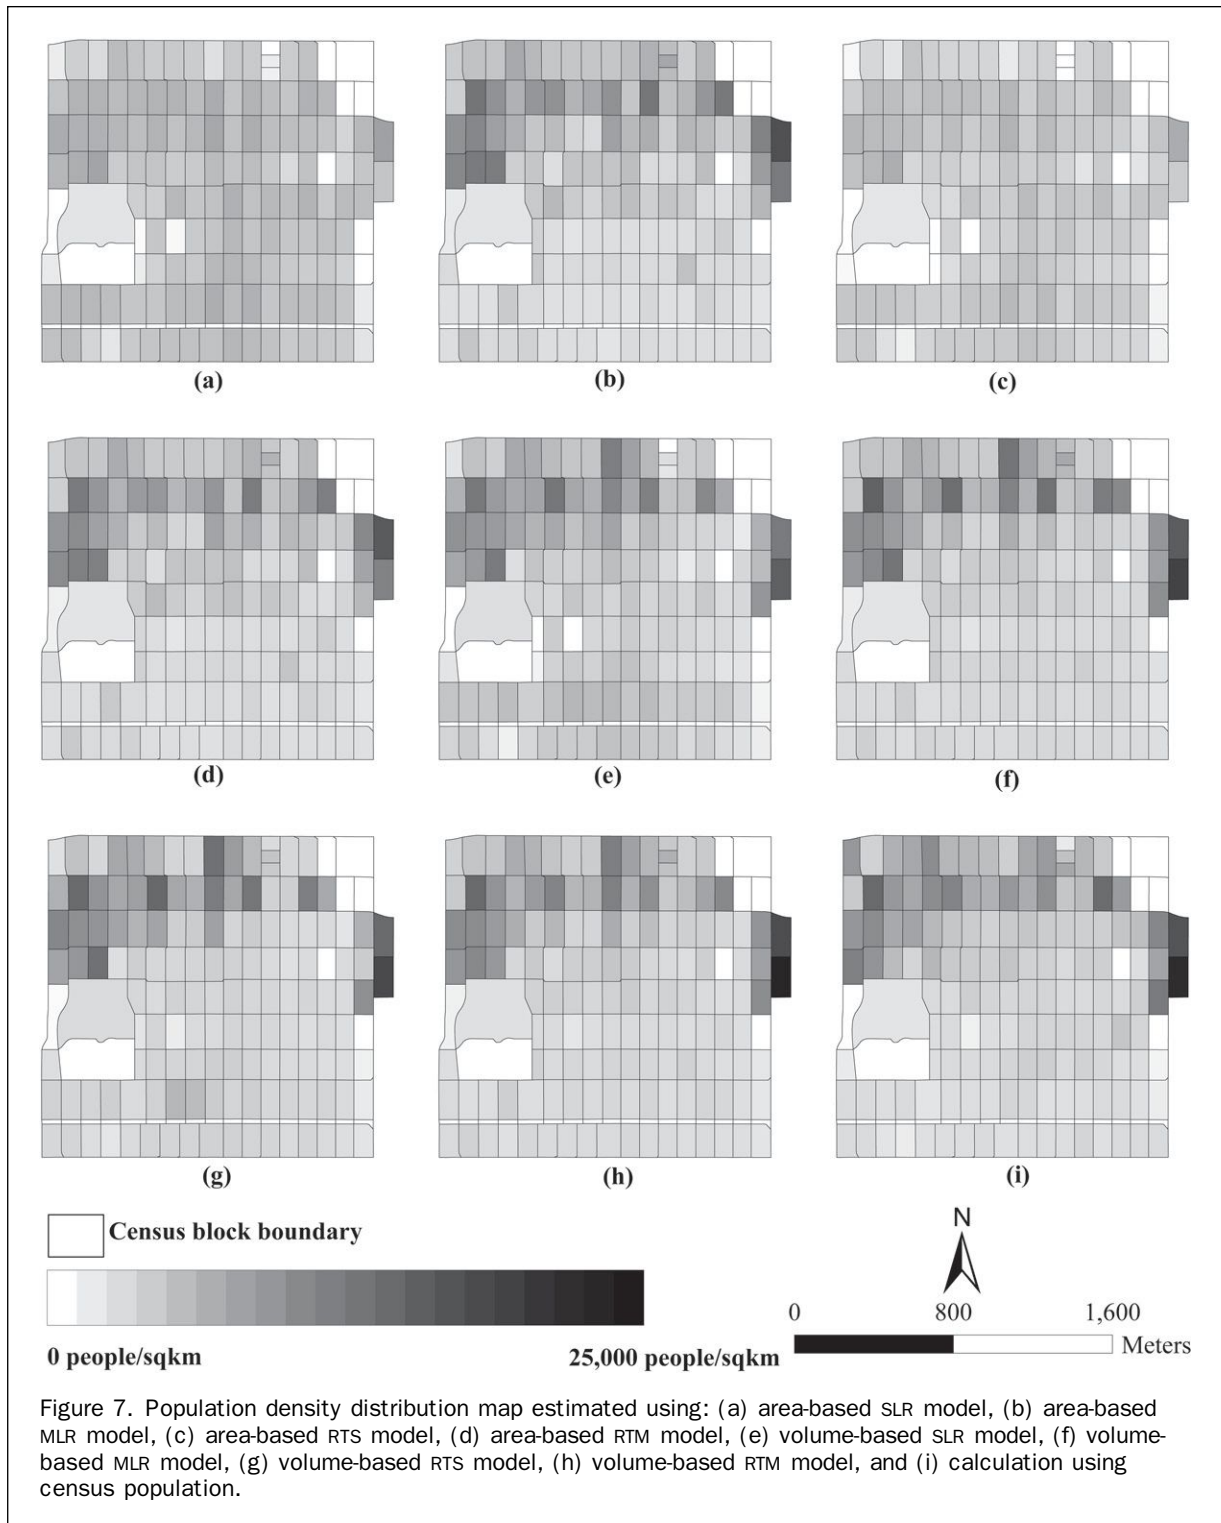 (a)
(b)
(c)
(d)
(e)
(f)
(g)
(h)
(i)
Census block boundary
N
0 800 1,600
Meters
0 people/sqkm 25,000 people/sqkm
Figure 7. Population density distribution map estimated using: (a) area-based SLR model, (b) area-based
MLR model, (c) area-based RTS model, (d) area-based RTM model, (e) volume-based SLR model, (f) volume-
based MLR model, (g) volume-based RTS model, (h) volume-based RTM model, and (i) calculation using
census population.